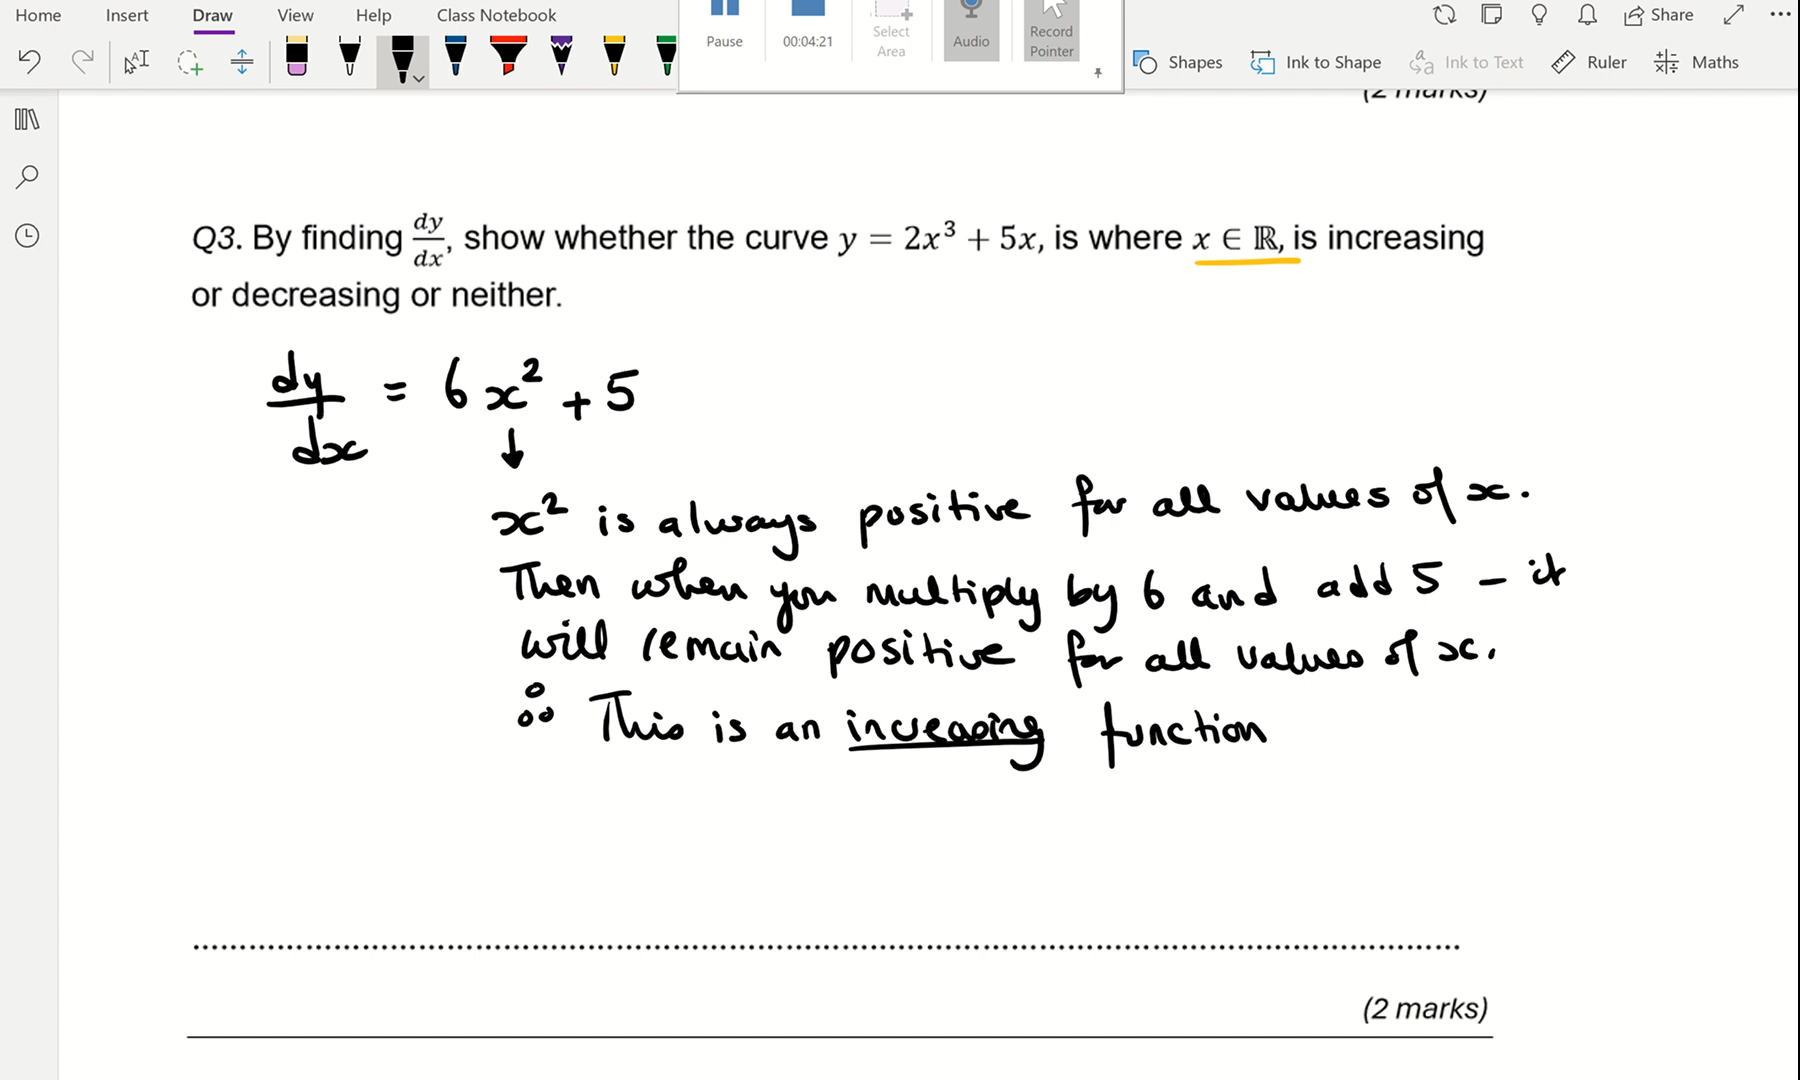 Home Insert Draw View Help Class Notebook
Pause 00:04:21 Select Area Audio Record Pointer
Share
Shapes Ink to Shape Ink to Text Ruler Maths
(2 marks)
Q3. By finding dy/dx, show whether the curve y = 2x³ + 5x, is where x ∈ ℝ, is increasing
or decreasing or neither.
dy/dx = 6x² + 5
↓
x² is always positive for all values of x.
Then when you multiply by 6 and add 5 – it
will remain positive for all values of x.
∴ This is an increasing function
(2 marks)